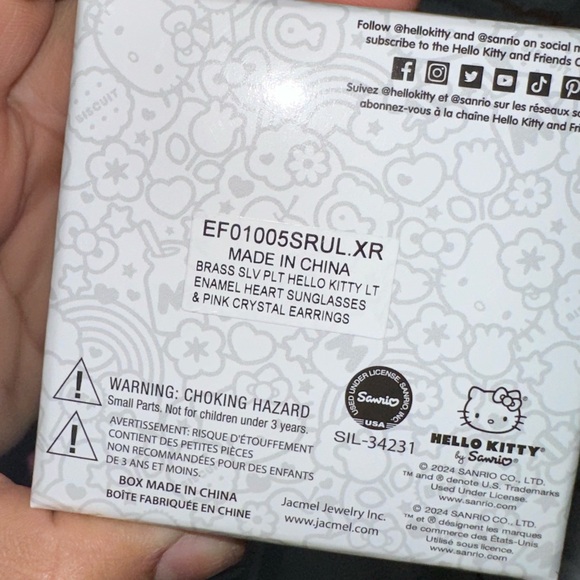 Follow @hellokitty and @sanrio on social
subscribe to the Hello Kitty and Friends
Suivez @hellokitty et @sanrio sur les réseaux
abonnez-vous à la chaîne Hello Kitty and
BISCUIT
EF01005SRUL.XR
MADE IN CHINA
BRASS SLV PLT HELLO KITTY LT
ENAMEL HEART SUNGLASSES
& PINK CRYSTAL EARRINGS
WARNING: CHOKING HAZARD
Small Parts. Not for children under 3 years.
AVERTISSEMENT: RISQUE D'ÉTOUFFEMENT
CONTIENT DES PETITES PIÈCES
NON RECOMMANDÉES POUR DES ENFANTS
DE 3 ANS ET MOINS.
BOX MADE IN CHINA
BOÎTE FABRIQUÉE EN CHINE
Jacmel Jewelry Inc.
www.jacmel.com
USED UNDER LICENSE SANRIO, INC.
Sanrio
USA
SIL-34231
HELLO KITTY®
by Sanrio
© 2024 SANRIO CO., LTD.
™ and ® denote U.S. Trademarks
Used Under License.
www.sanrio.com
© 2024 SANRIO CO., LTD.
™ et ® désignent les marques
de commerce des États-Unis
Utilisé sous licence.
www.sanrio.com